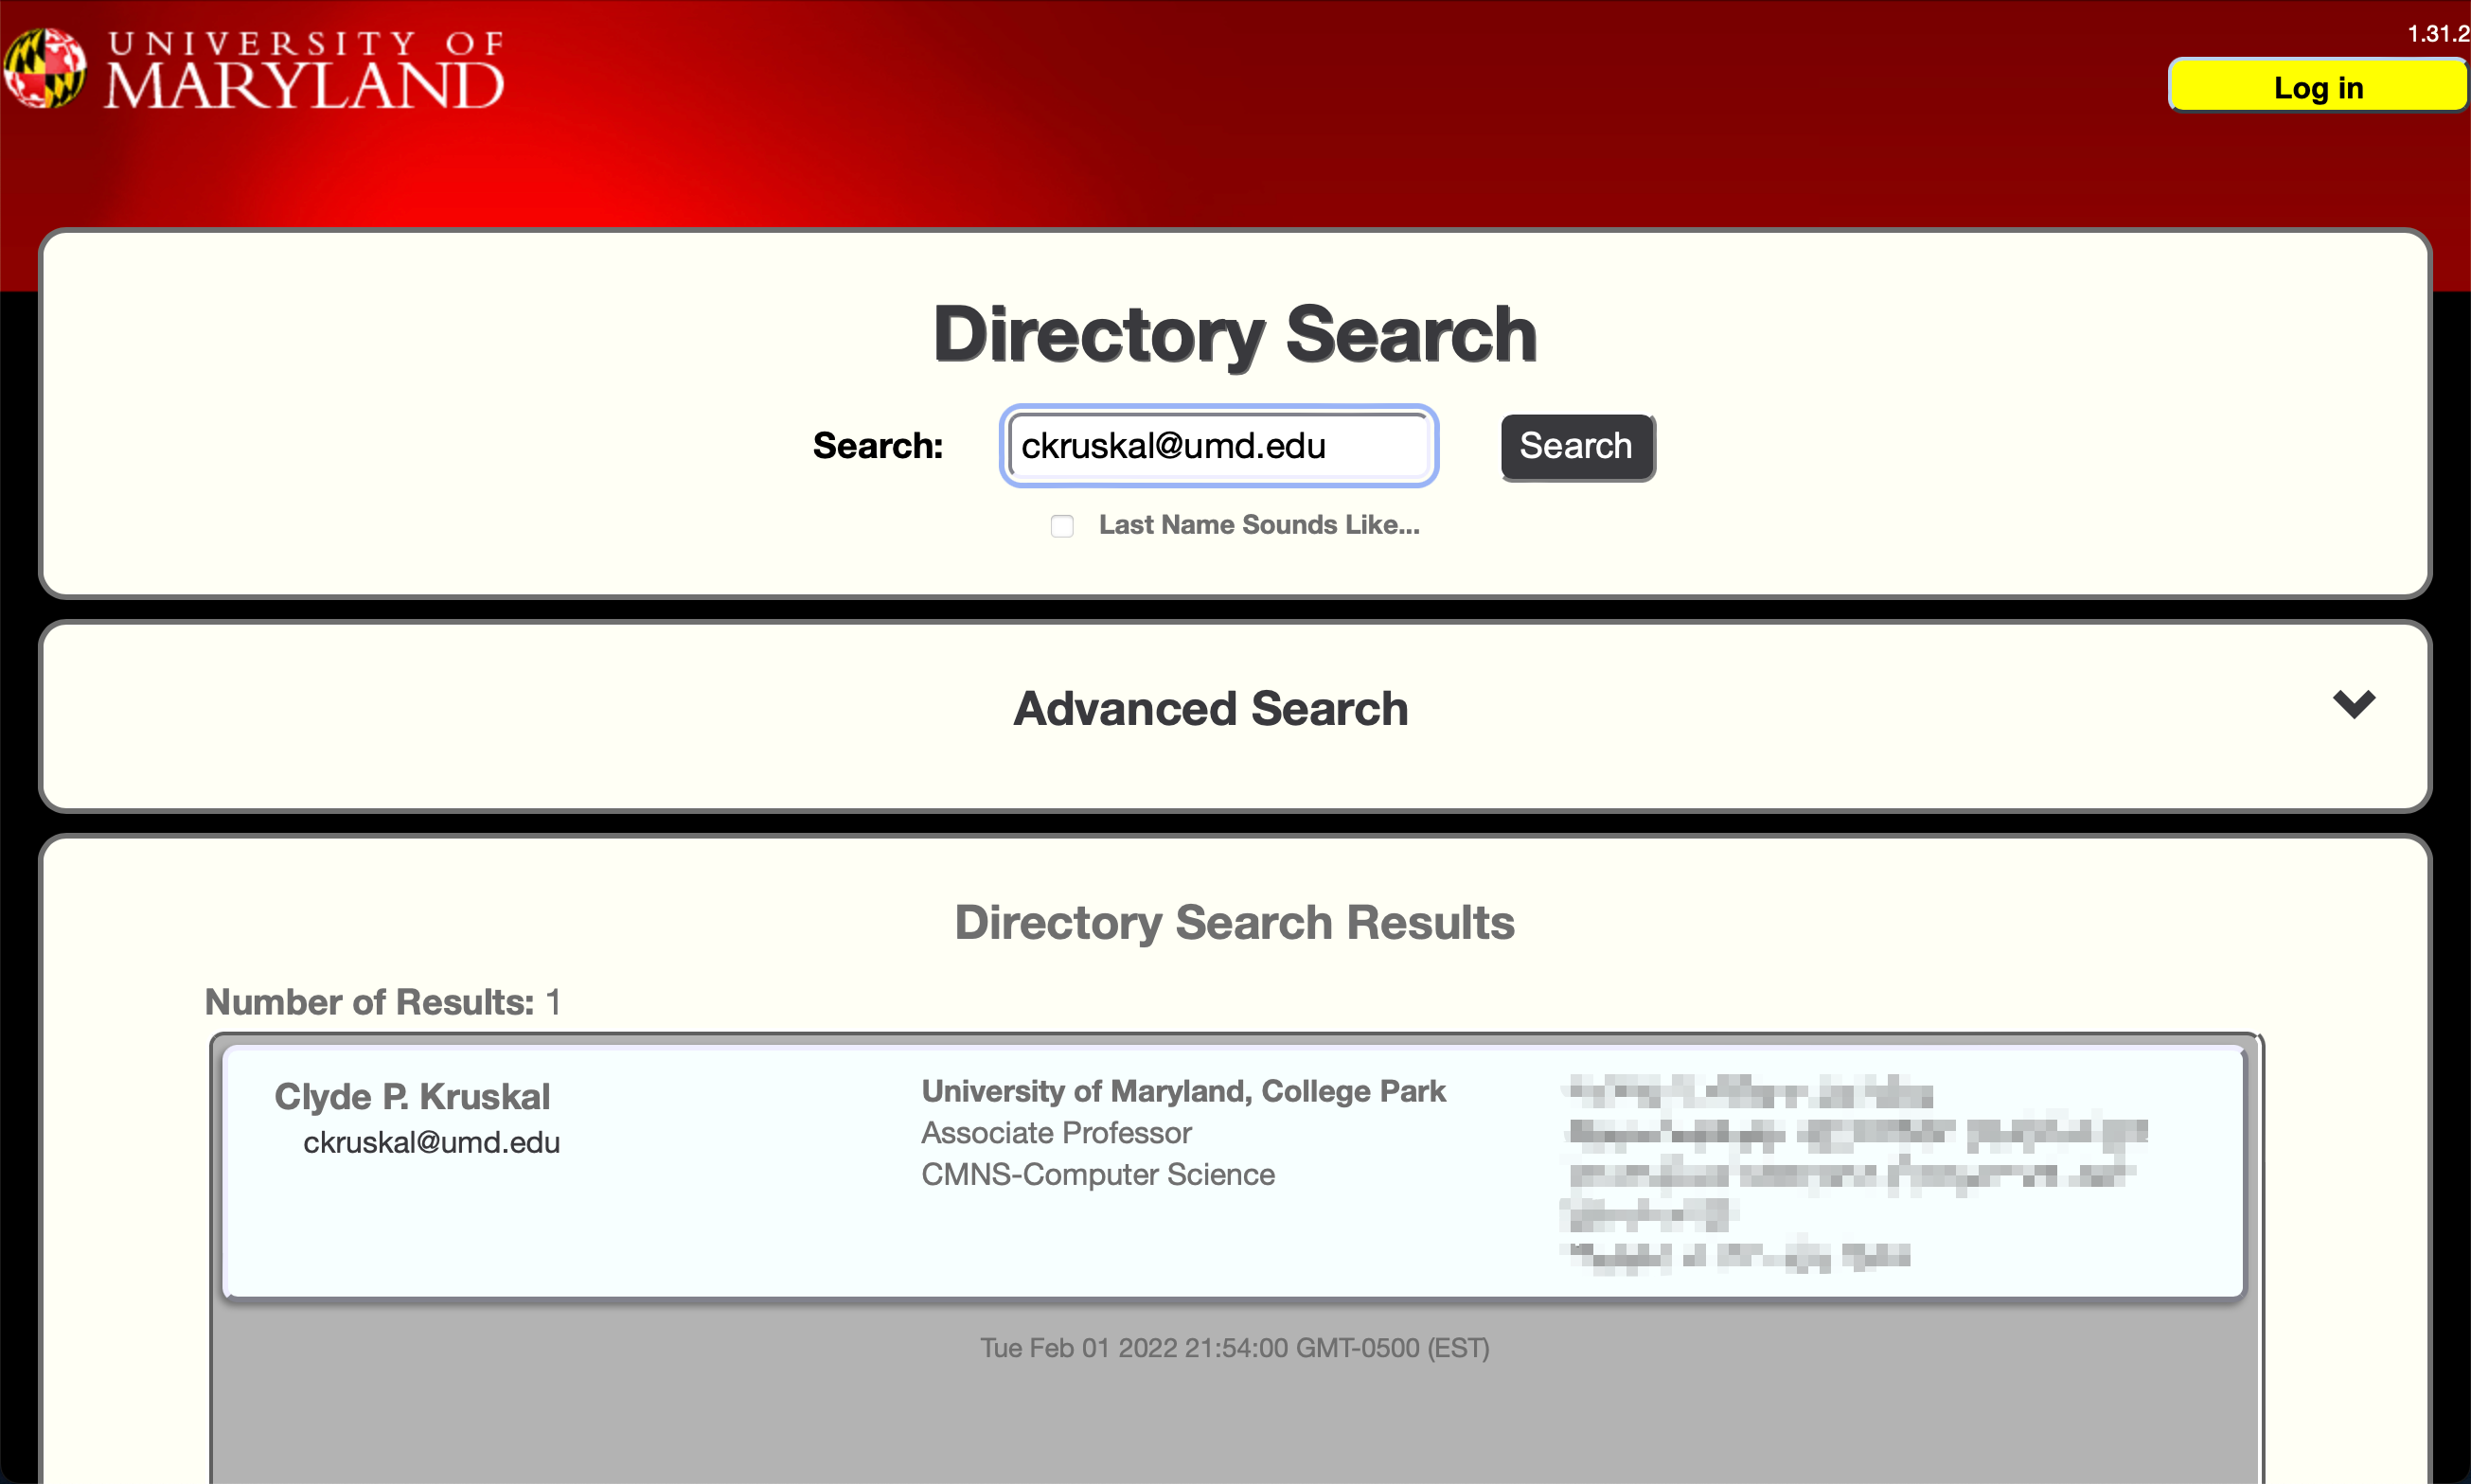 UNIVERSITY OF
MARYLAND
1.31.2
Log in
Directory Search
Search: ckruskal@umd.edu Search
Last Name Sounds Like...
Advanced Search
Directory Search Results
Number of Results: 1
Clyde P. Kruskal
ckruskal@umd.edu
University of Maryland, College Park
Associate Professor
CMNS-Computer Science
Tue Feb 01 2022 21:54:00 GMT-0500 (EST)